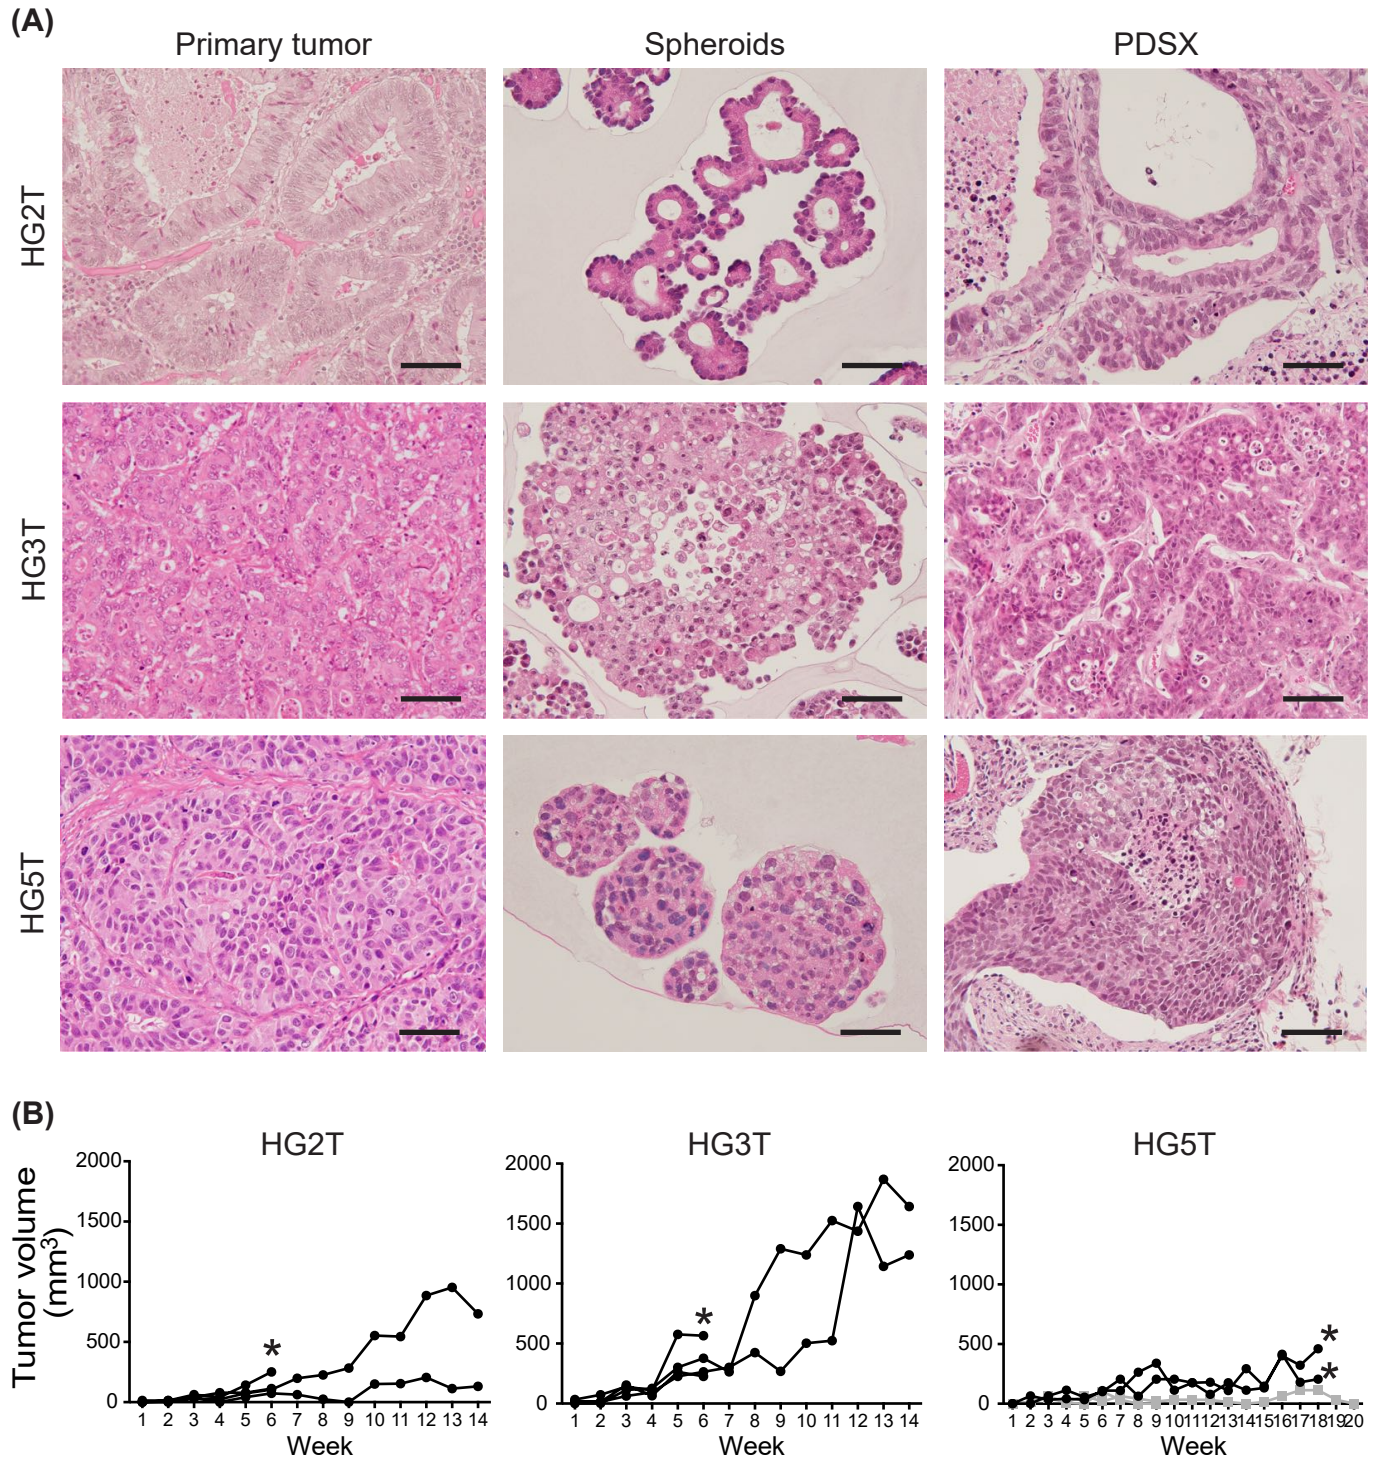 (A)
Primary tumor
Spheroids
PDSX
HG2T
HG3T
HG5T
(B)
HG2T
HG3T
HG5T
Tumor volume
(mm³)
2000
1500
1000
500
0
*
1 2 3 4 5 6 7 8 9 10 11 12 13 14
Week
2000
1500
1000
500
0
*
1 2 3 4 5 6 7 8 9 10 11 12 13 14
Week
2000
1500
1000
500
0
*
*
1 2 3 4 5 6 7 8 9 10 11 12 13 14 15 16 17 18 19 20
Week